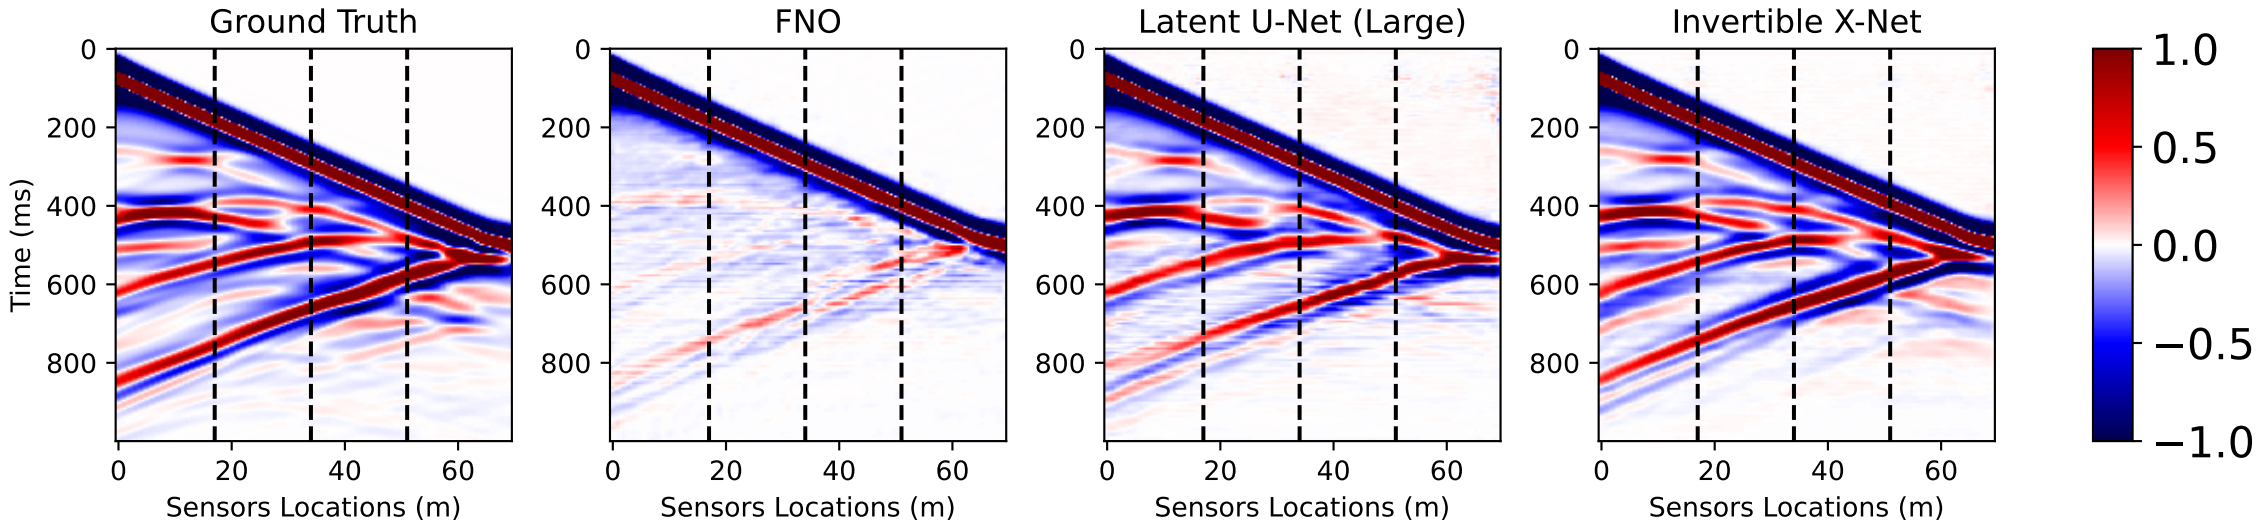 Ground Truth
FNO
Latent U-Net (Large)
Invertible X-Net
Time (ms)
0
200
400
600
800
0 20 40 60
Sensors Locations (m)
0
200
400
600
800
0 20 40 60
Sensors Locations (m)
0
200
400
600
800
0 20 40 60
Sensors Locations (m)
0
200
400
600
800
0 20 40 60
Sensors Locations (m)
1.0
0.5
0.0
−0.5
−1.0